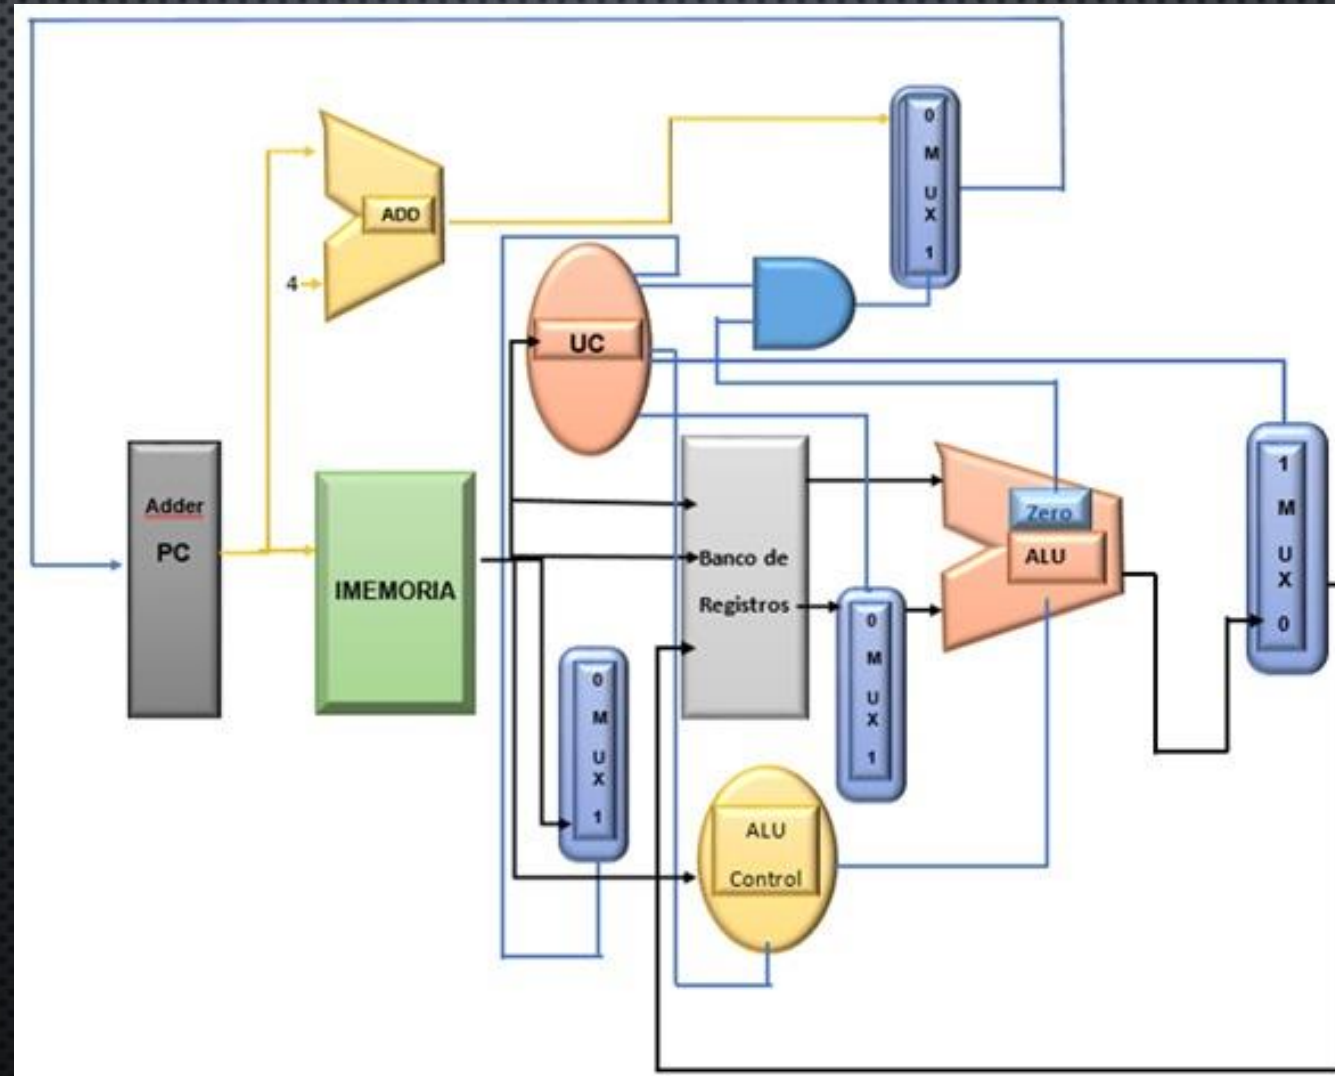 0
M
U
X
1
ADD
4
UC
Adder
PC
IMEMORIA
Banco de
Registros
Zero
ALU
1
M
U
X
0
0
M
U
X
1
0
M
U
X
1
ALU
Control